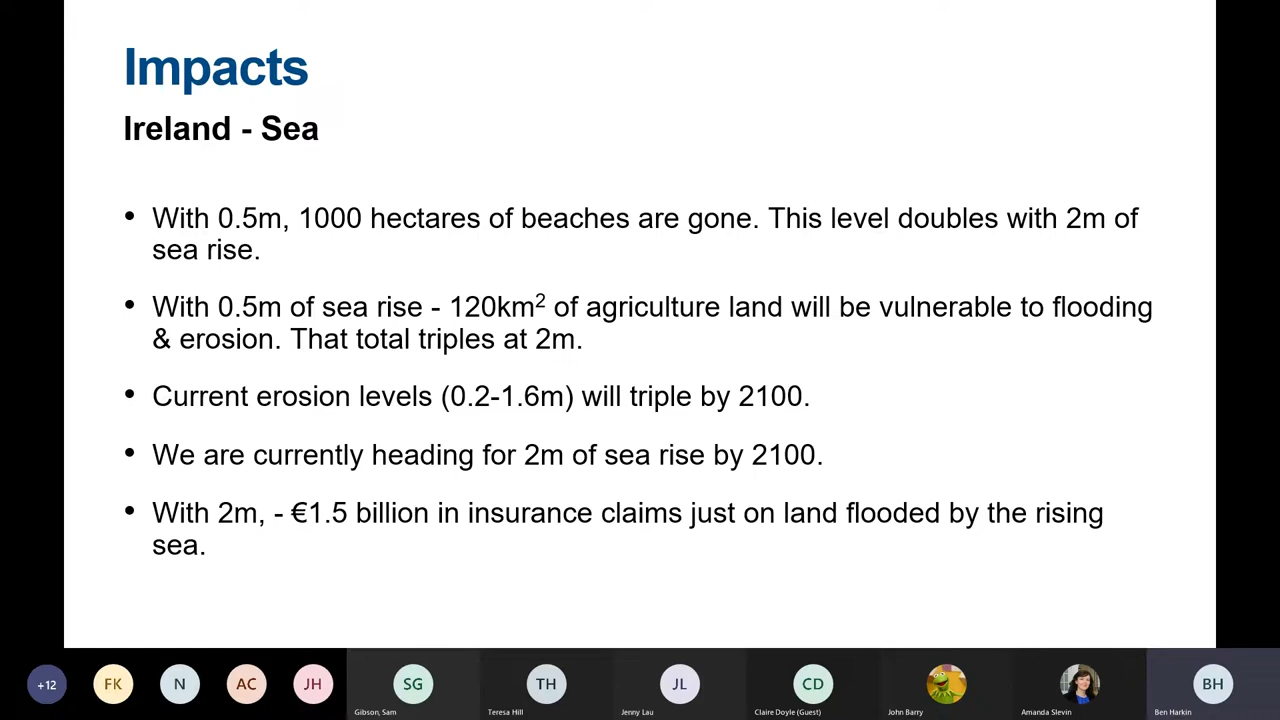 Impacts
Ireland - Sea
• With 0.5m, 1000 hectares of beaches are gone. This level doubles with 2m of
sea rise.
• With 0.5m of sea rise - 120km² of agriculture land will be vulnerable to flooding
& erosion. That total triples at 2m.
• Current erosion levels (0.2-1.6m) will triple by 2100.
• We are currently heading for 2m of sea rise by 2100.
• With 2m, - €1.5 billion in insurance claims just on land flooded by the rising
sea.
+12 FK N AC JH SG TH JL CD BH
Gibson, Sam Teresa Hill Jenny Lau Claire Doyle (Guest) John Barry Amanda Slevin Ben Harkin